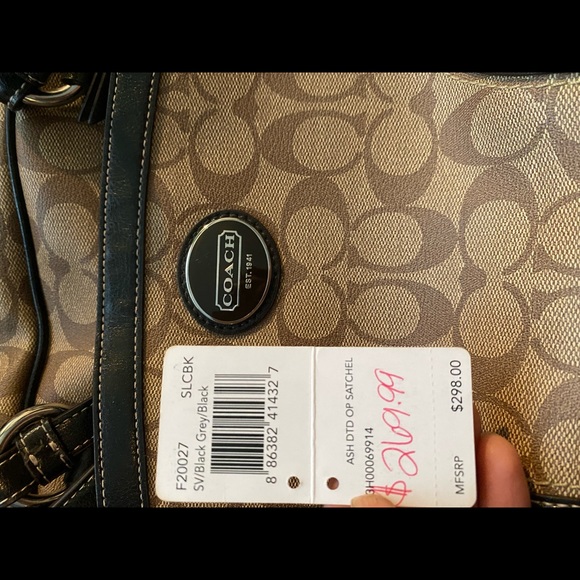 COACH
EST. 1941
F20027 SLCBK
SV/Black Grey/Black
8 86382 41432 7
ASH DTD OP SATCHEL
3H00069914
$269.99
$298.00
MFSRP